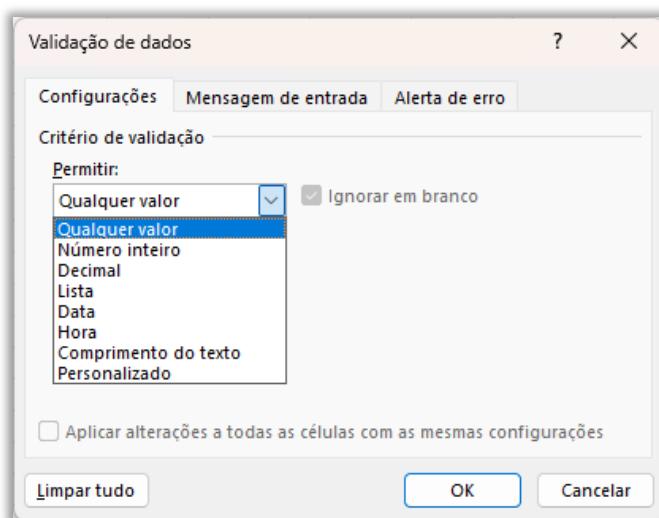 Validação de dados ?
Configurações Mensagem de entrada Alerta de erro
Critério de validação
Permitir:
Qualquer valor Ignorar em branco
Qualquer valor
Número inteiro
Decimal
Lista
Data
Hora
Comprimento do texto
Personalizado
Aplicar alterações a todas as células com as mesmas configurações
Limpar tudo OK Cancelar